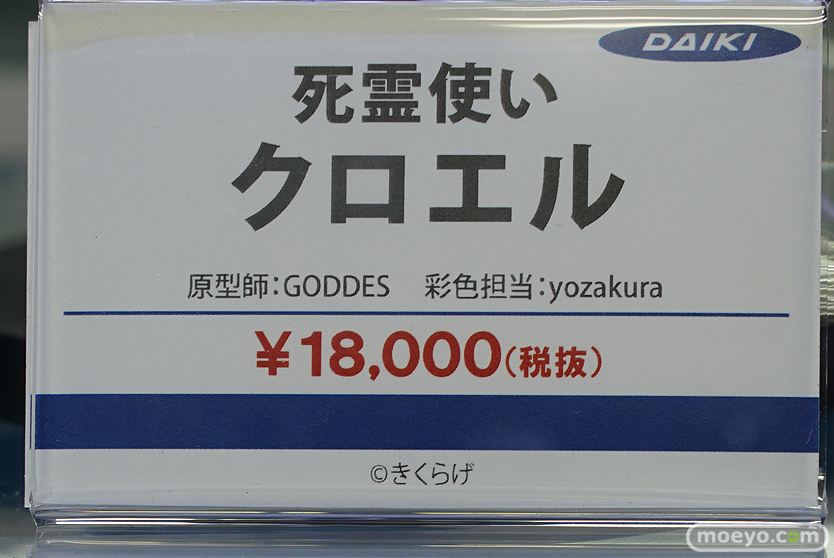 DAIKI
死霊使い
クロエル
原型師：GODDES　彩色担当：yozakura
¥18,000(税抜)
©きくらげ
moeyo.com